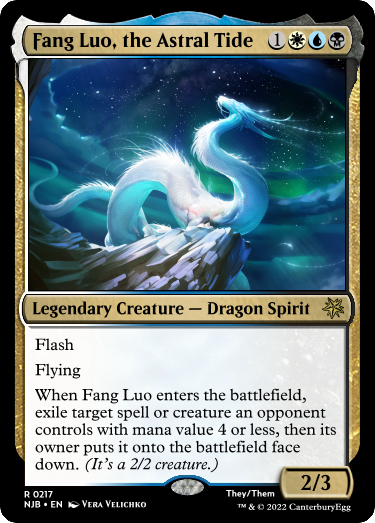 Fang Luo, the Astral Tide 1
Legendary Creature — Dragon Spirit
Flash
Flying
When Fang Luo enters the battlefield,
exile target spell or creature an opponent
controls with mana value 4 or less, then its
owner puts it onto the battlefield face
down. (It's a 2/2 creature.)
2/3
R 0217
NJB • EN Vera Velichko
They/Them
™ & © 2022 CanterburyEgg